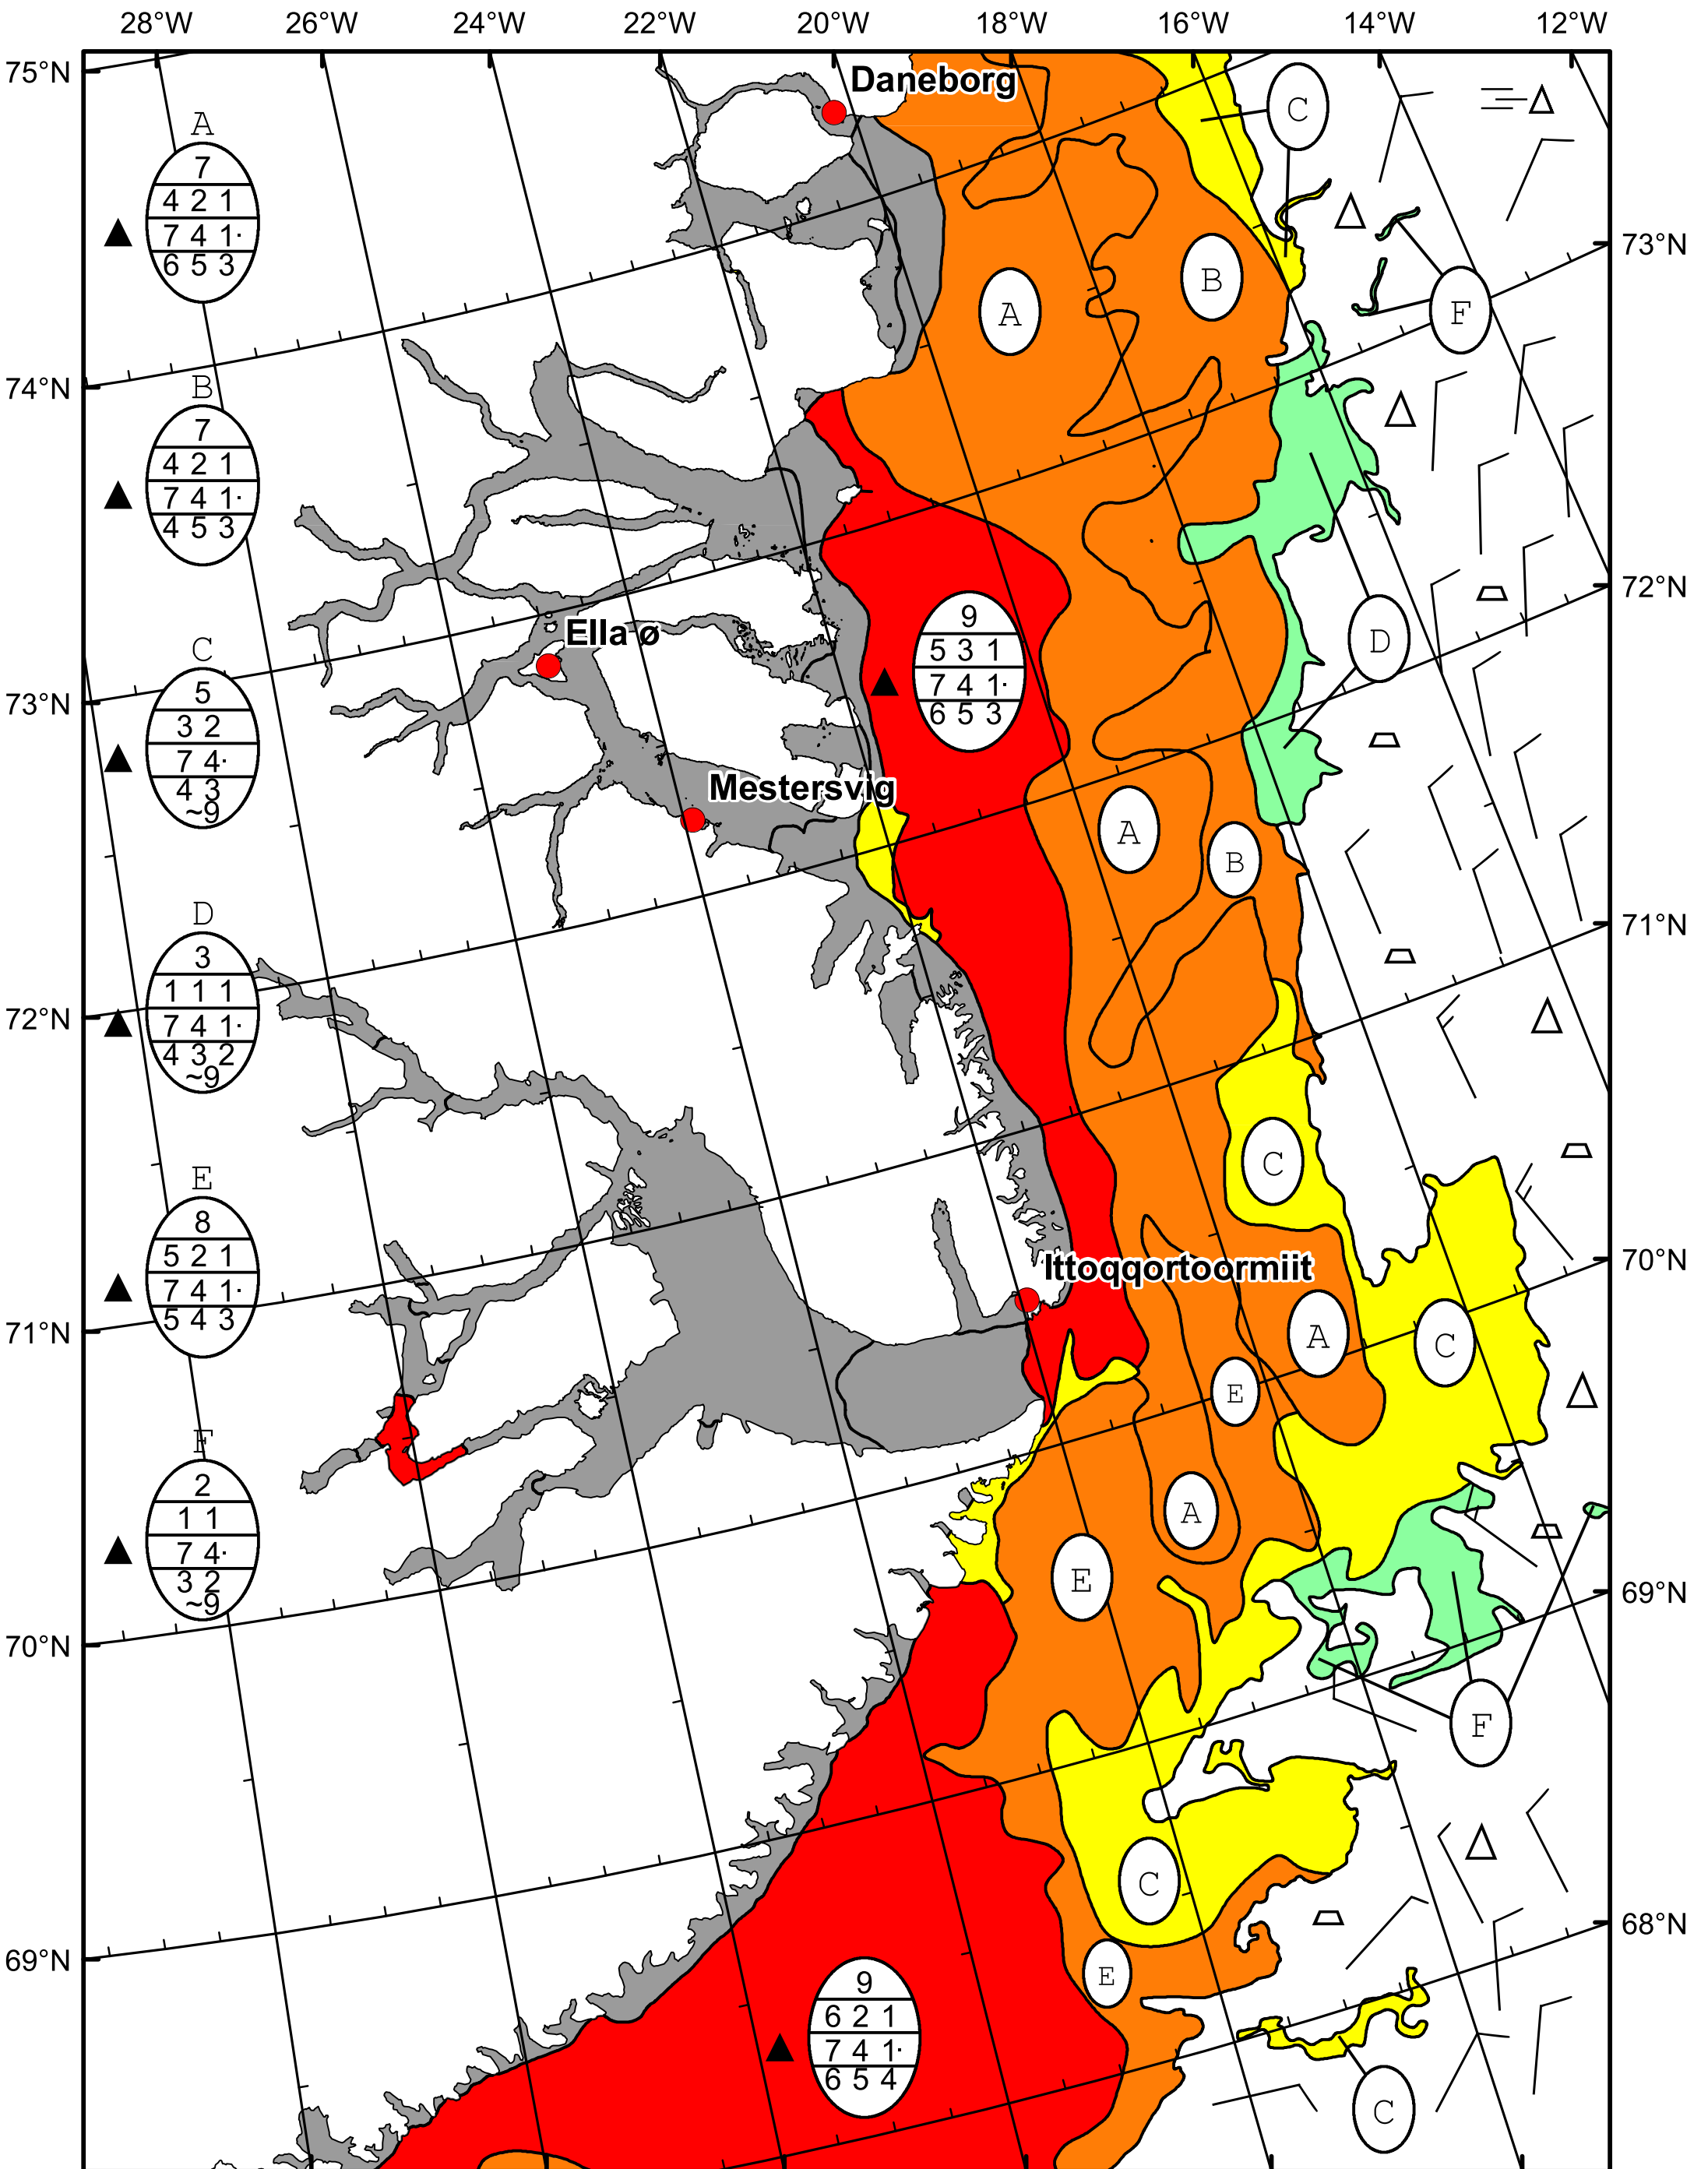 28°W 26°W 24°W 22°W 20°W 18°W 16°W 14°W 12°W
75°N
Daneborg
C
A
7
4 2 1
7 4 1·
6 5 3
73°N
B
A
F
74°N
B
7
4 2 1
7 4 1·
4 5 3
72°N
9
5 3 1
7 4 1·
6 5 3
Ella ø
D
C
5
3 2
7 4·
4 3
~9
73°N
Mestersvig
A
B
D
3
1 1 1
7 4 1·
4 3 2
~9
71°N
72°N
C
E
8
5 2 1
7 4 1·
5 4 3
70°N
Ittoqqortoormiit
71°N
A
C
E
F
2
1 1
7 4·
3 2
~9
A
E
69°N
70°N
F
C
68°N
69°N
E
9
6 2 1
7 4 1·
6 5 4
C